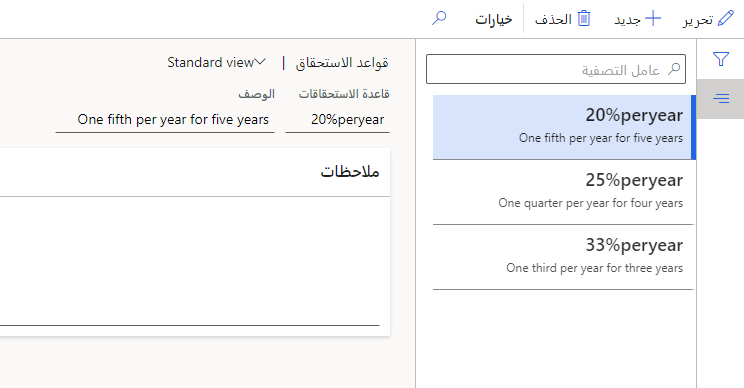 تحرير
جديد
الحذف
خيارات
عامل التصفية
20%peryear
One fifth per year for five years
25%peryear
One quarter per year for four years
33%peryear
One third per year for three years
قواعد الاستحقاق | Standard view
قاعدة الاستحقاقات
الوصف
20%peryear
One fifth per year for five years
ملاحظات